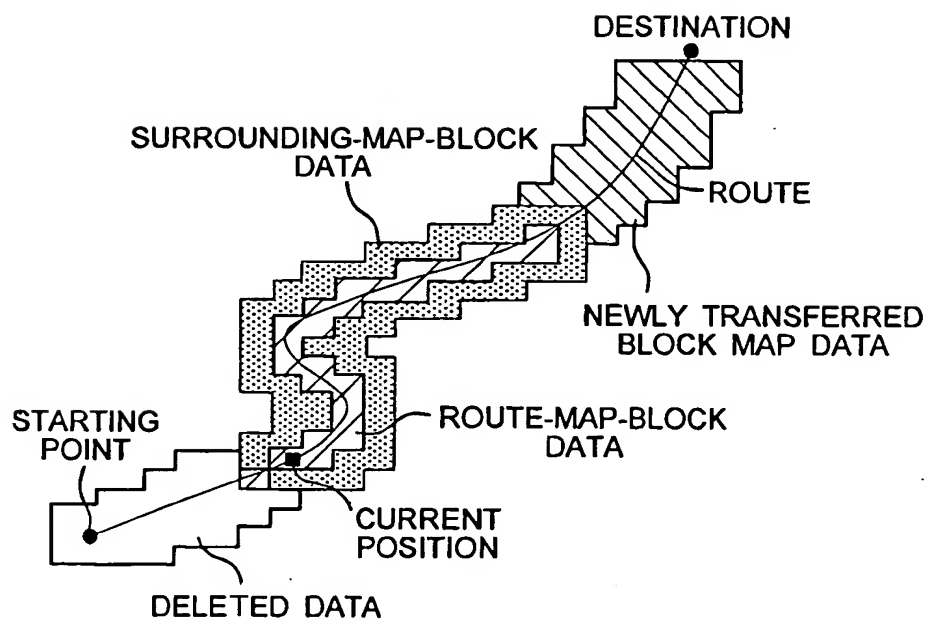 DESTINATION
SURROUNDING-MAP-BLOCK
DATA
ROUTE
NEWLY TRANSFERRED
BLOCK MAP DATA
STARTING
POINT
ROUTE-MAP-BLOCK
DATA
CURRENT
POSITION
DELETED DATA